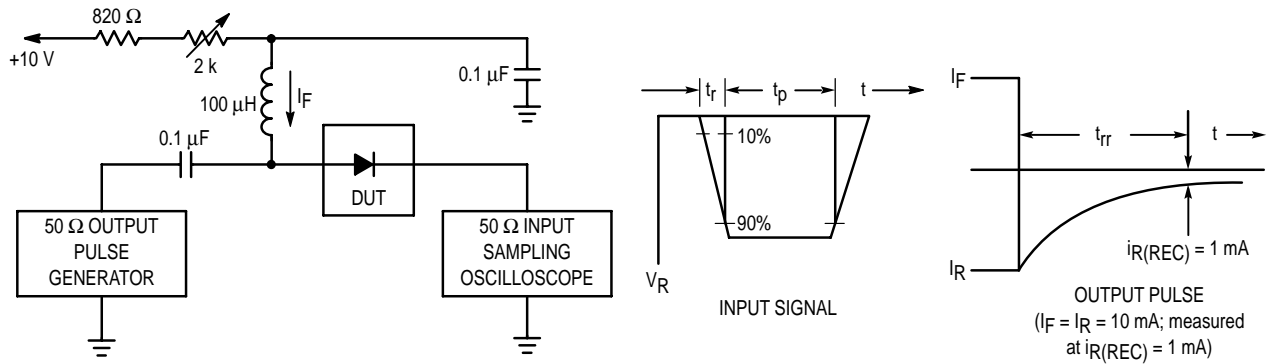 820 Ω
+10 V
2 k
100 μH
I_F
0.1 μF
0.1 μF
DUT
50 Ω OUTPUT
PULSE
GENERATOR
50 Ω INPUT
SAMPLING
OSCILLOSCOPE
t_r
t_p
t
10%
90%
V_R
INPUT SIGNAL
I_F
t_rr
t
I_R
i_R(REC) = 1 mA
OUTPUT PULSE
(I_F = I_R = 10 mA; measured
at i_R(REC) = 1 mA)